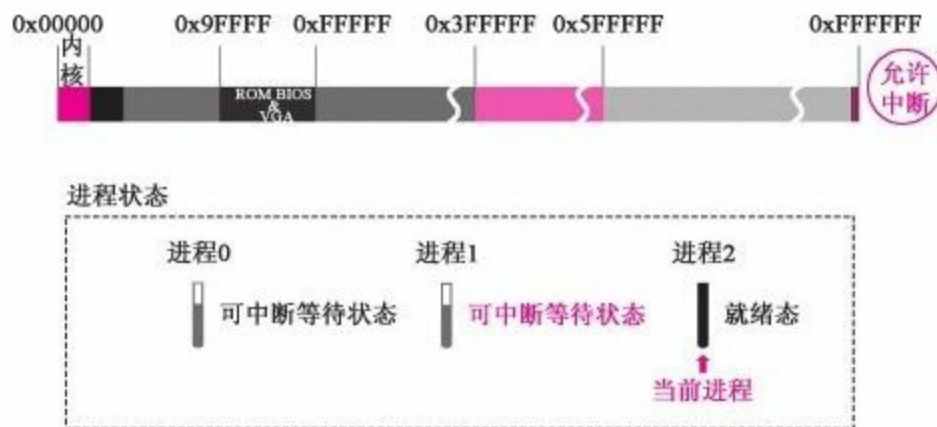 0x00000 0x9FFFF 0xFFFFF 0x3FFFFF 0x5FFFFF 0xFFFFFF
内核
ROM BIOS
&
VGA
允许
中断
进程状态
进程0 进程1 进程2
可中断等待状态 可中断等待状态 就绪态
当前进程